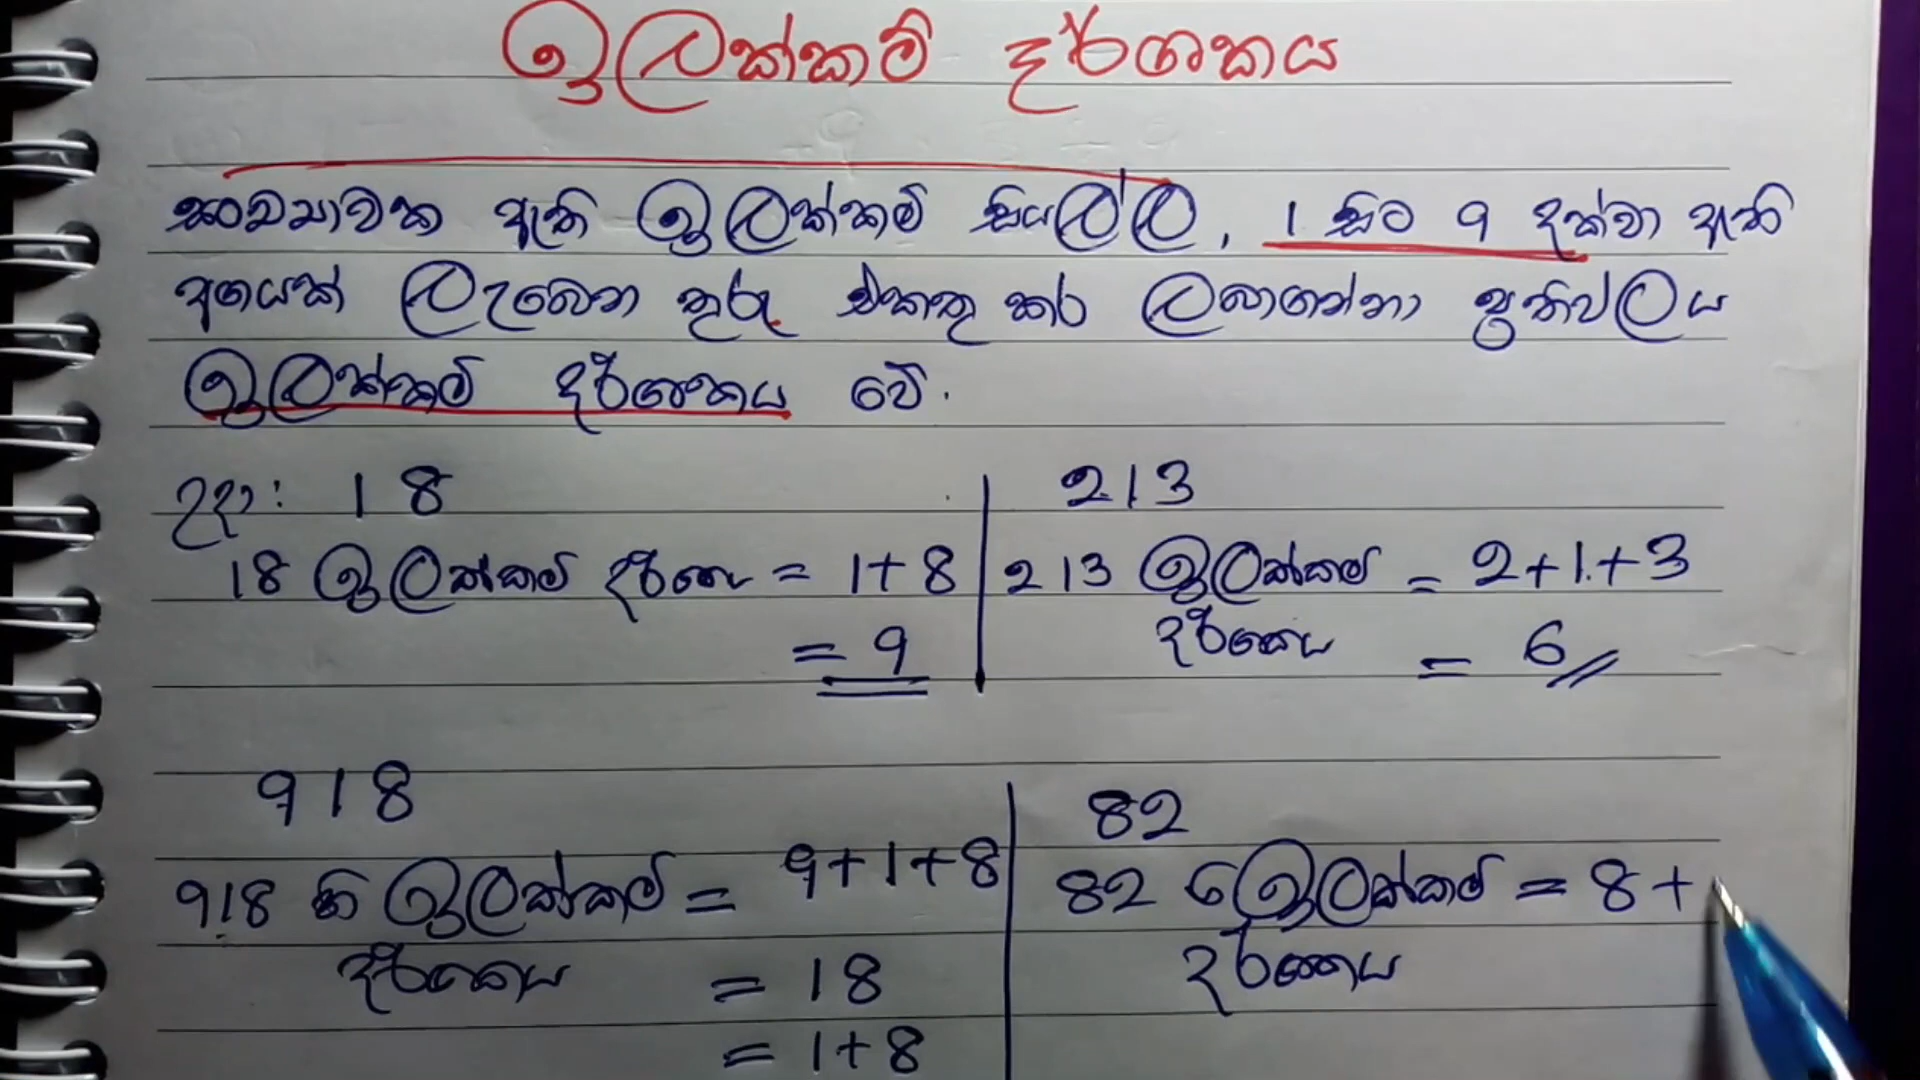 ඉලක්කම් දර්ශකය
සංඛ්‍යාවක ඇති ඉලක්කම් සියල්ල, 1 සිට 9 දක්වා ඇති
අගයක් ලැබෙන තුරු එකතු කර ලබාගන්නා ප්‍රතිඵලය
ඉලක්කම් දර්ශකය වේ.
උදා: 18
18 ඉලක්කම් දර්ශකය = 1+8
= 9
213
213 ඉලක්කම් = 2+1+3
දර්ශකය
= 6
918
918 හි ඉලක්කම් = 9+1+8
දර්ශකය = 18
= 1+8
82
82 ඉලක්කම් = 8+
දර්ශකය